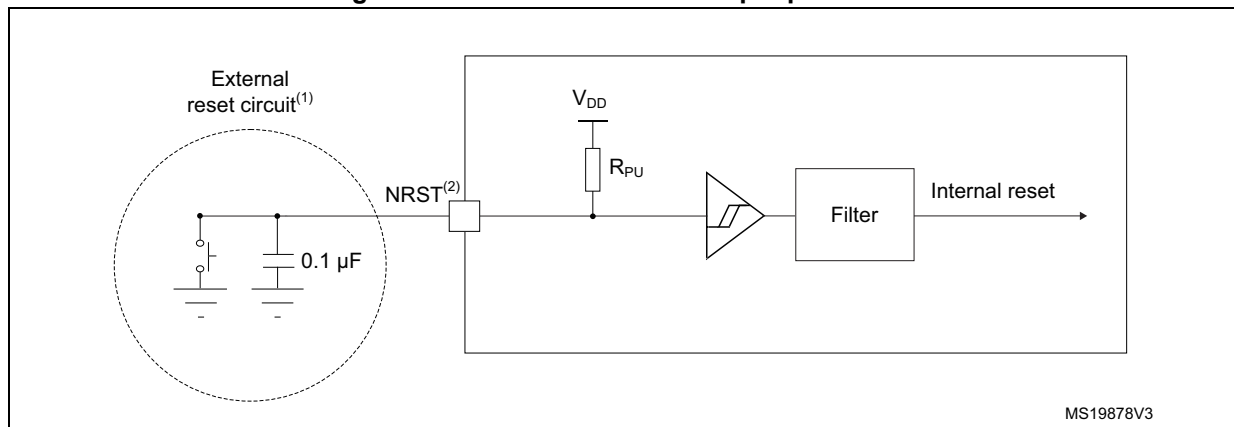 External
reset circuit(1)
VDD
RPU
NRST(2)
Filter
Internal reset
0.1 µF
MS19878V3